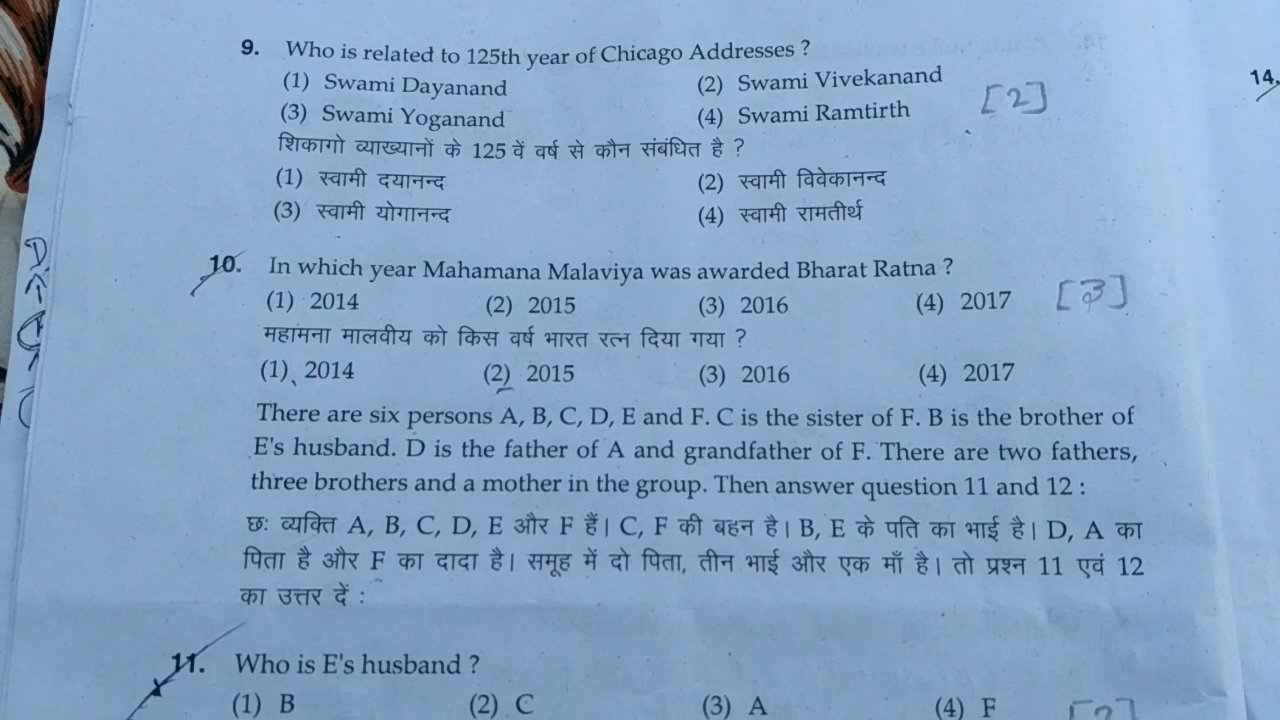 9. Who is related to 125th year of Chicago Addresses ?
(1) Swami Dayanand (2) Swami Vivekanand
(3) Swami Yoganand (4) Swami Ramtirth [2]
शिकागो व्याख्यानों के 125 वें वर्ष से कौन संबंधित है ?
(1) स्वामी दयानन्द (2) स्वामी विवेकानन्द
(3) स्वामी योगानन्द (4) स्वामी रामतीर्थ
10. In which year Mahamana Malaviya was awarded Bharat Ratna ?
(1) 2014 (2) 2015 (3) 2016 (4) 2017 [3]
महामना मालवीय को किस वर्ष भारत रत्न दिया गया ?
(1) 2014 (2) 2015 (3) 2016 (4) 2017
There are six persons A, B, C, D, E and F. C is the sister of F. B is the brother of
E's husband. D is the father of A and grandfather of F. There are two fathers,
three brothers and a mother in the group. Then answer question 11 and 12 :
छः व्यक्ति A, B, C, D, E और F हैं। C, F की बहन है। B, E के पति का भाई है। D, A का
पिता है और F का दादा है। समूह में दो पिता, तीन भाई और एक माँ है। तो प्रश्न 11 एवं 12
का उत्तर दें :
11. Who is E's husband ?
(1) B (2) C (3) A (4) F
14.